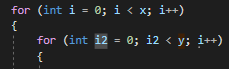 for (int i = 0; i < x; i++)
{
for (int i2 = 0; i2 < y; i++)
{